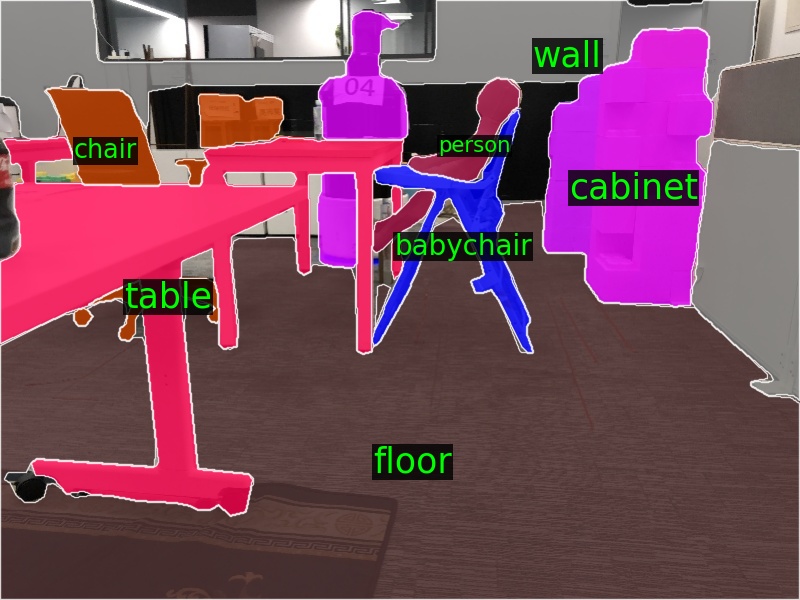 04
wall
chair
person
cabinet
babychair
table
floor